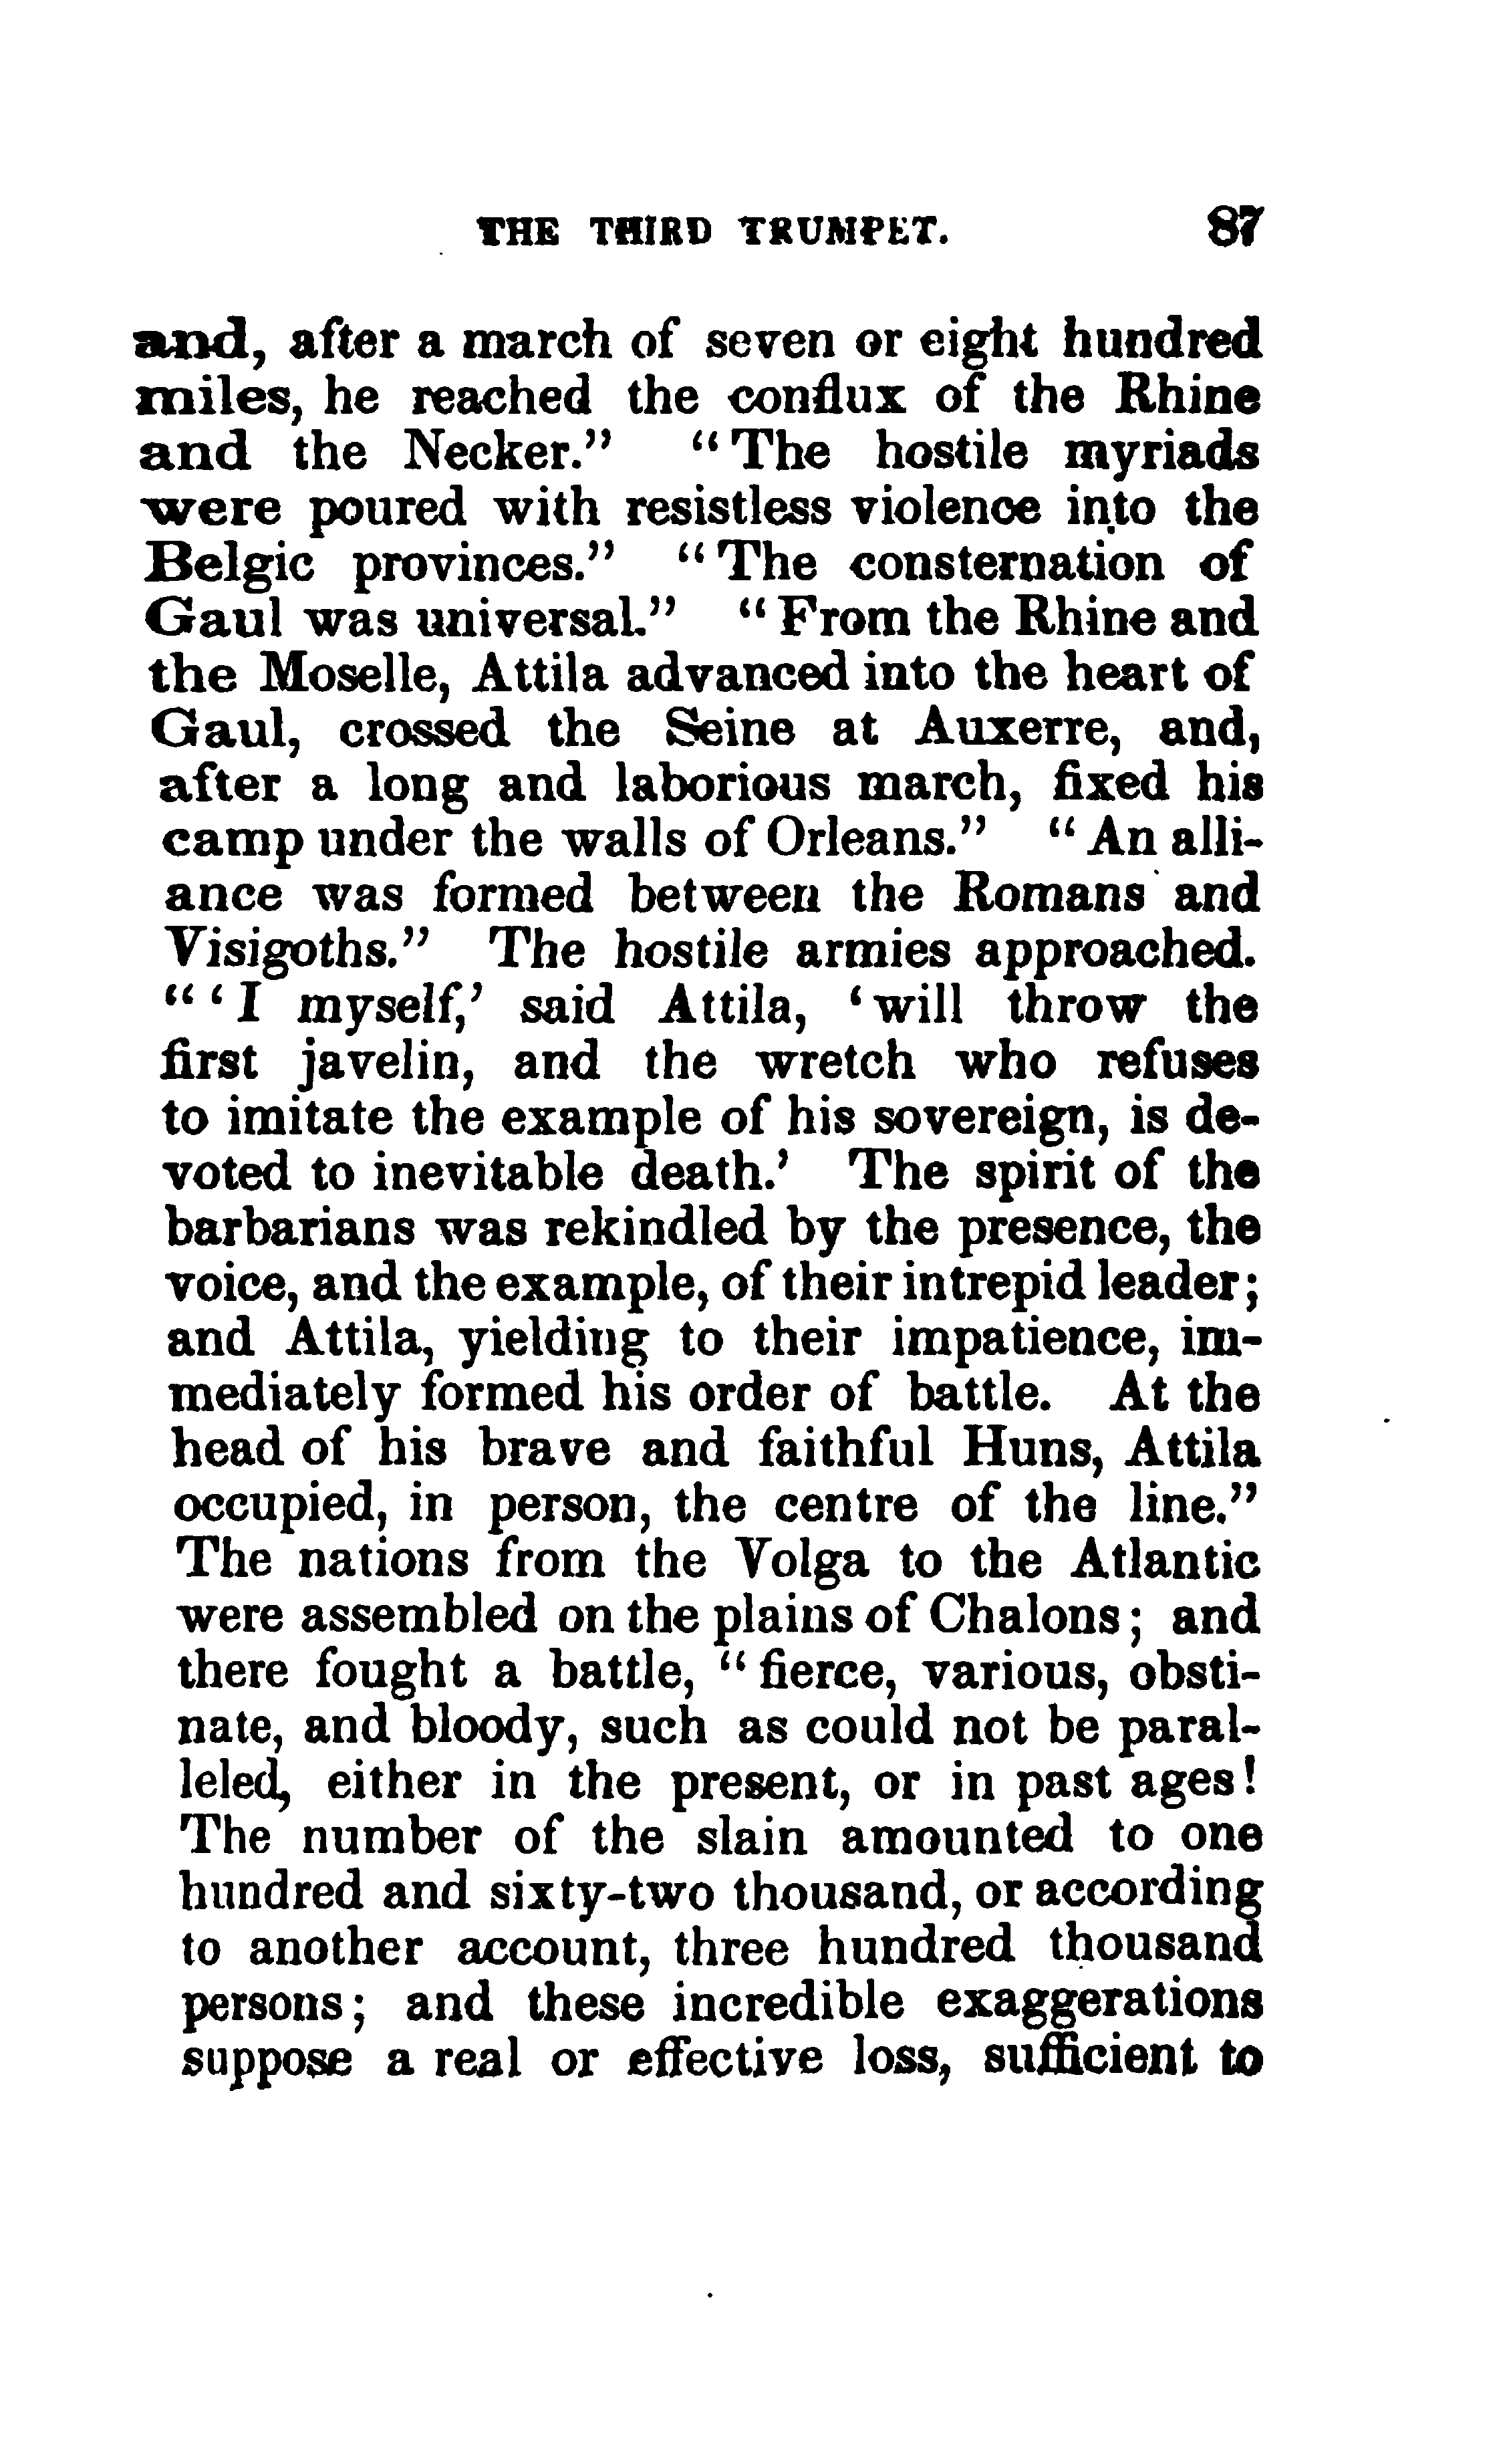 THE THIRD TRUMPET. 87
and, after a march of seven or eight hundred
miles, he reached the conflux of the Rhine
and the Necker." "The hostile myriads
were poured with resistless violence into the
Belgic provinces." "The consternation of
Gaul was universal." "From the Rhine and
the Moselle, Attila advanced into the heart of
Gaul, crossed the Seine at Auxerre, and,
after a long and laborious march, fixed his
camp under the walls of Orleans." "An alli-
ance was formed between the Romans and
Visigoths." The hostile armies approached.
"'I myself,' said Attila, 'will throw the
first javelin, and the wretch who refuses
to imitate the example of his sovereign, is de-
voted to inevitable death.' The spirit of the
barbarians was rekindled by the presence, the
voice, and the example, of their intrepid leader;
and Attila, yielding to their impatience, im-
mediately formed his order of battle. At the
head of his brave and faithful Huns, Attila
occupied, in person, the centre of the line."
The nations from the Volga to the Atlantic
were assembled on the plains of Chalons; and
there fought a battle, "fierce, various, obsti-
nate, and bloody, such as could not be paral-
leled, either in the present, or in past ages!
The number of the slain amounted to one
hundred and sixty-two thousand, or according
to another account, three hundred thousand
persons; and these incredible exaggerations
suppose a real or effective loss, sufficient to